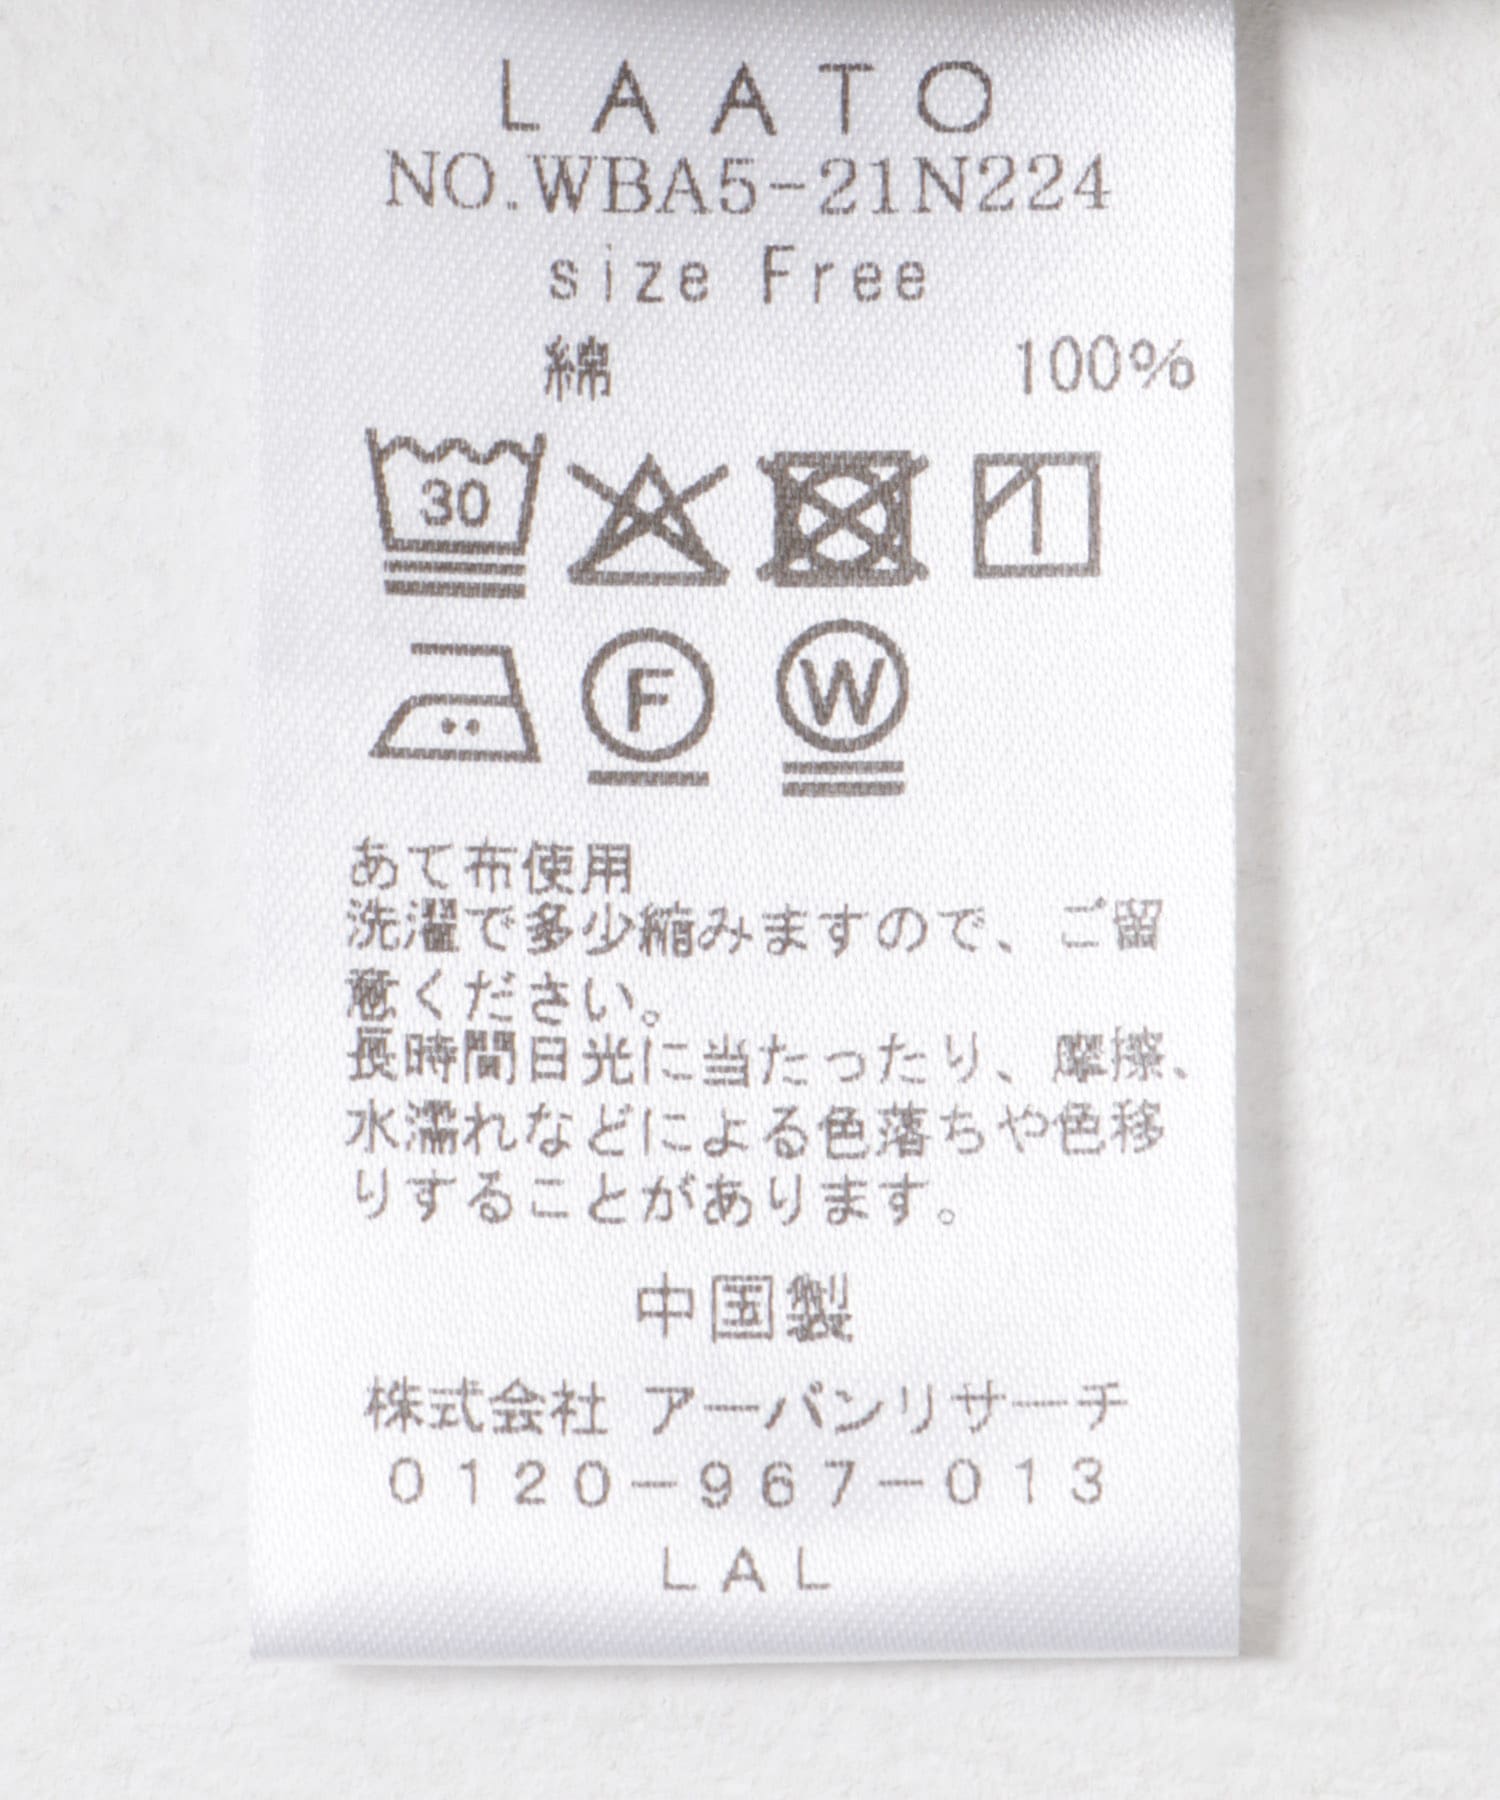 LAATO
NO.WBA5-21N224
size Free
綿 100%
30
F W
あて布使用
洗濯で多少縮みますので、ご留
意ください。
長時間日光に当たったり、摩擦、
水濡れなどによる色落ちや色移
りすることがあります。
中国製
株式会社 アーバンリサーチ
0120-967-013
LAL